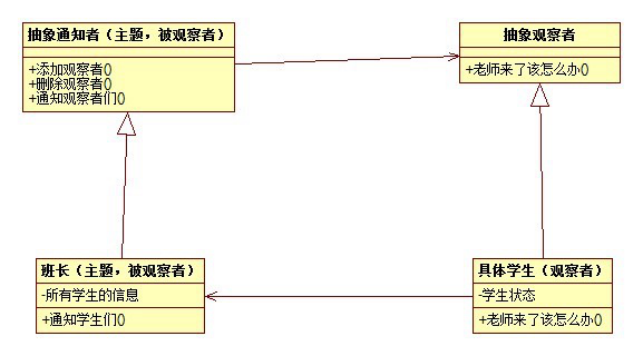 抽象通知者（主题，被观察者）
+添加观察者()
+删除观察者()
+通知观察者们()
抽象观察者
+老师来了该怎么办()
班长（主题，被观察者）
-所有学生的信息
+通知学生们()
具体学生（观察者）
-学生状态
+老师来了该怎么办()